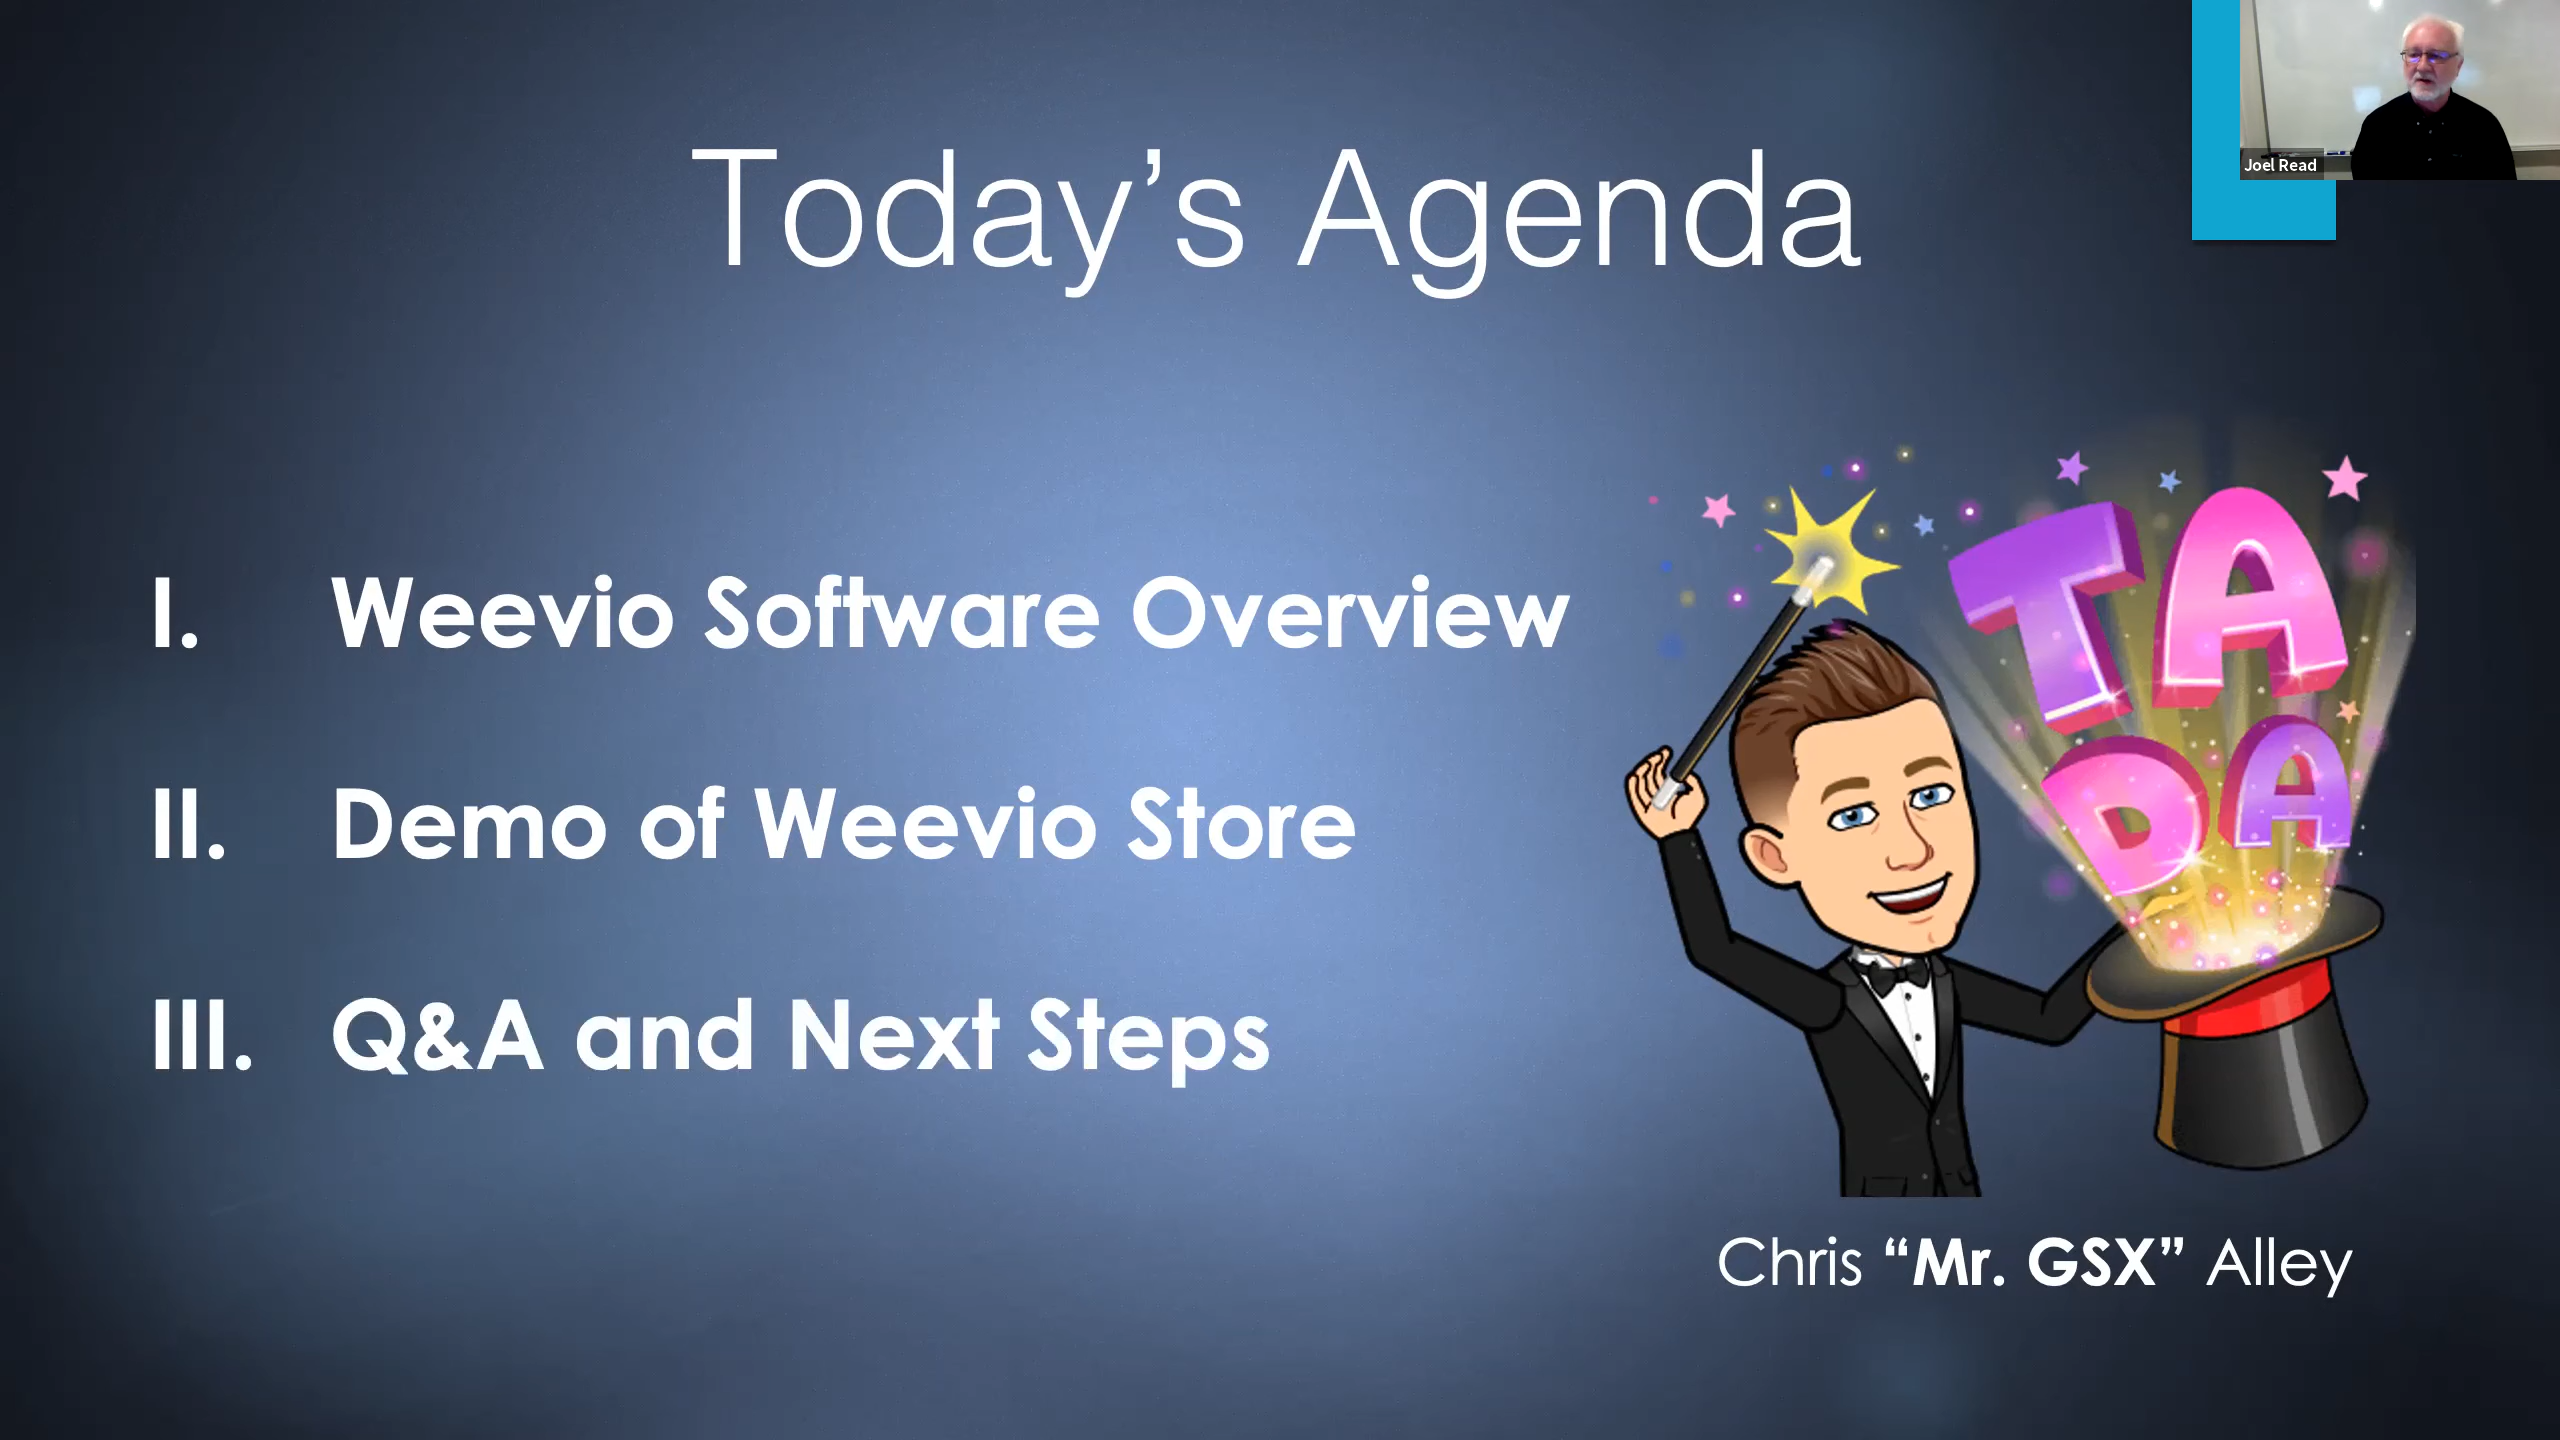 Joel Read
Today’s Agenda
I. Weevio Software Overview
II. Demo of Weevio Store
III. Q&A and Next Steps
TA
DA
Chris “Mr. GSX” Alley